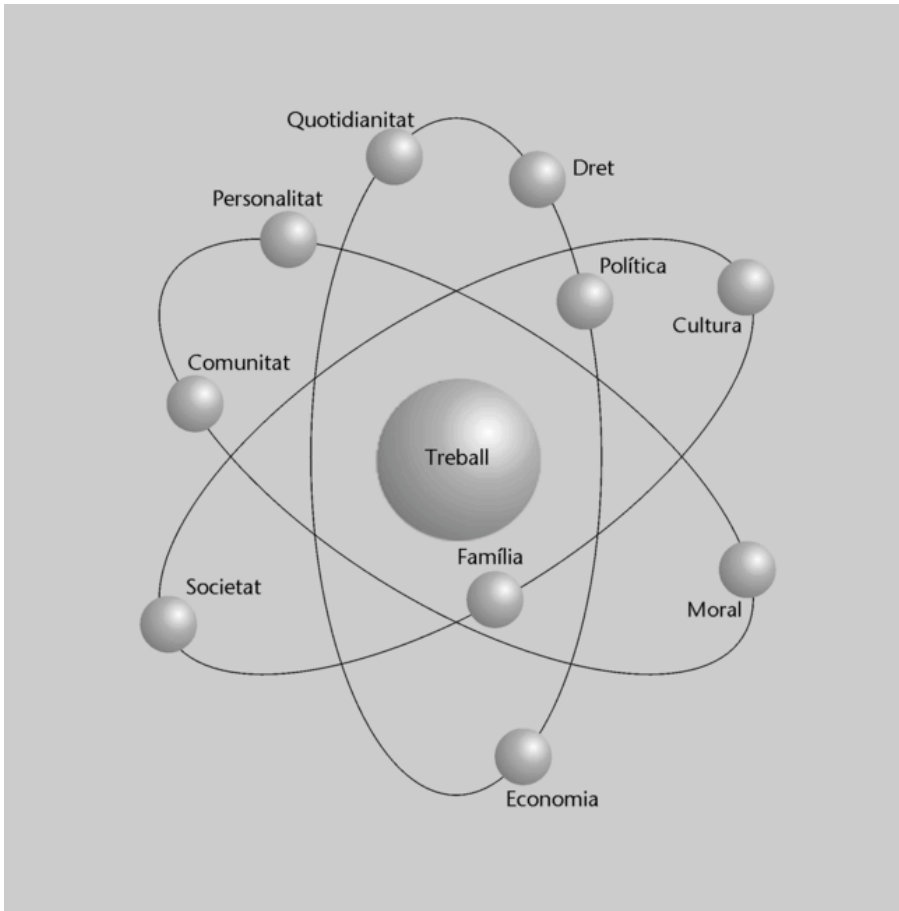 Quotidianitat
Dret
Personalitat
Política
Cultura
Comunitat
Treball
Família
Societat
Moral
Economia